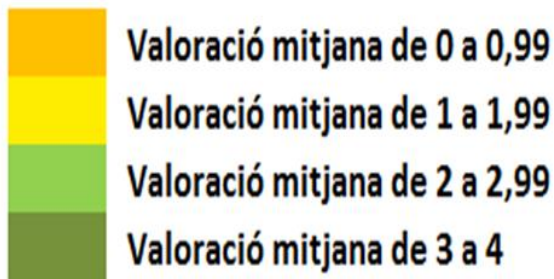 Valoració mitjana de 0 a 0,99
Valoració mitjana de 1 a 1,99
Valoració mitjana de 2 a 2,99
Valoració mitjana de 3 a 4